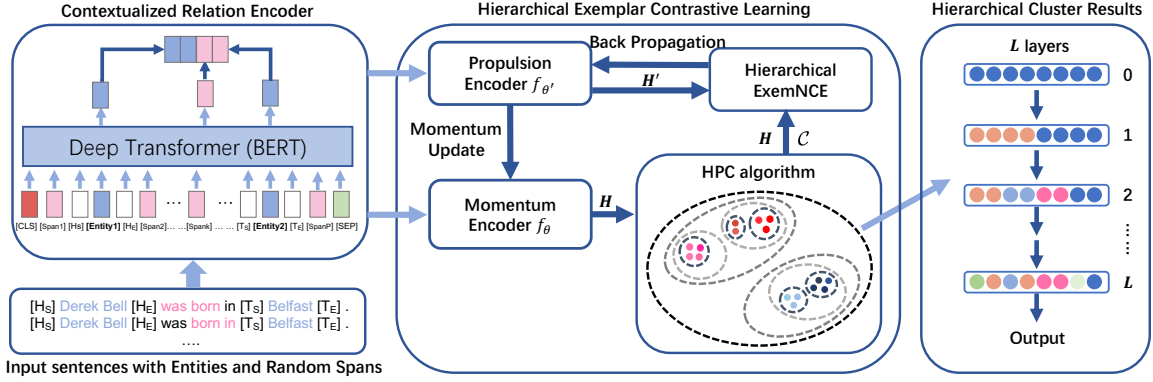 Contextualized Relation Encoder
Deep Transformer (BERT)
... ... ...
[CLS] [Span1] [HS] [Entity1] [HE] [Span2]... ...[Spank] ... ... [TS] [Entity2] [TE] [SpanP] [SEP]
[HS] Derek Bell [HE] was born in [TS] Belfast [TE] .
[HS] Derek Bell [HE] was born in [TS] Belfast [TE] .
....
Input sentences with Entities and Random Spans
Hierarchical Exemplar Contrastive Learning
Back Propagation
Propulsion
Encoder fθ′
H′
Hierarchical
ExemNCE
Momentum
Update
H C
Momentum
Encoder fθ
H
HPC algorithm
Hierarchical Cluster Results
L layers
0
1
2
... ...
L
Output